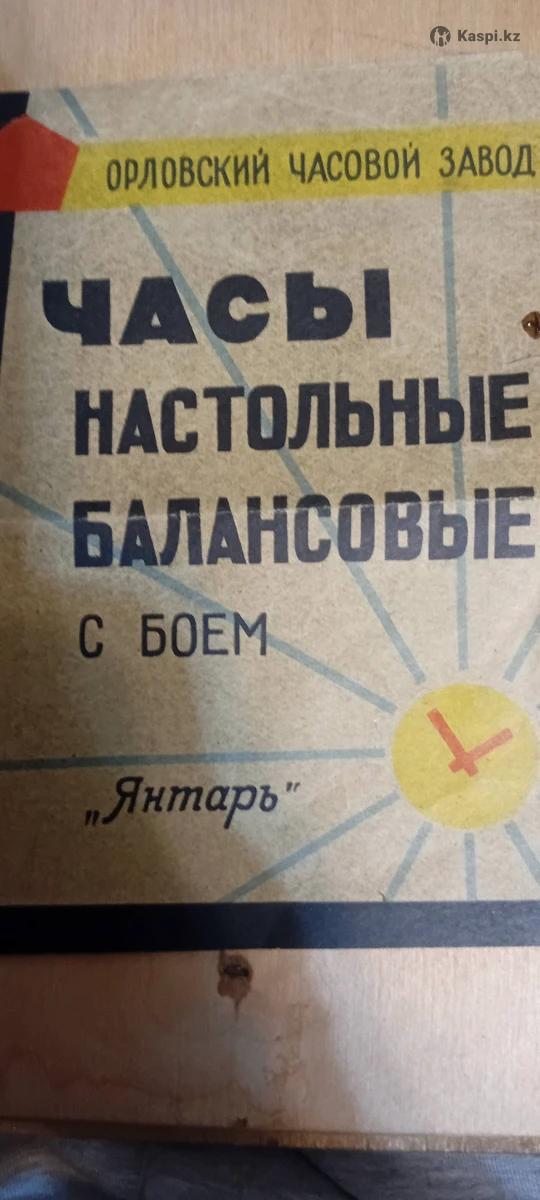 Kaspi.kz
ОРЛОВСКИЙ ЧАСОВОЙ ЗАВОД
ЧАСЫ
НАСТОЛЬНЫЕ
БАЛАНСОВЫЕ
С БОЕМ
„Янтарь"